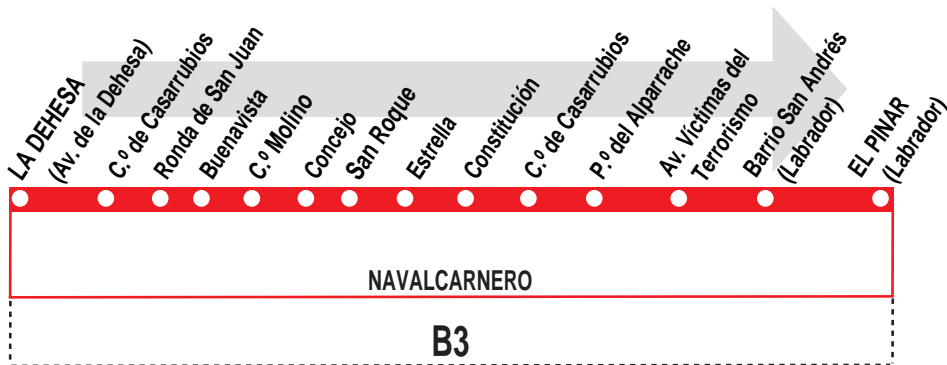 LA DEHESA
(Av. de la Dehesa)
C.º de Casarrubios
Ronda de San Juan
Buenavista
C.º Molino
Concejo
San Roque
Estrella
Constitución
C.º de Casarrubios
P.º del Alparrache
Av. Víctimas del
Terrorismo
Barrio San Andrés
(Labrador)
EL PINAR
(Labrador)
NAVALCARNERO
B3